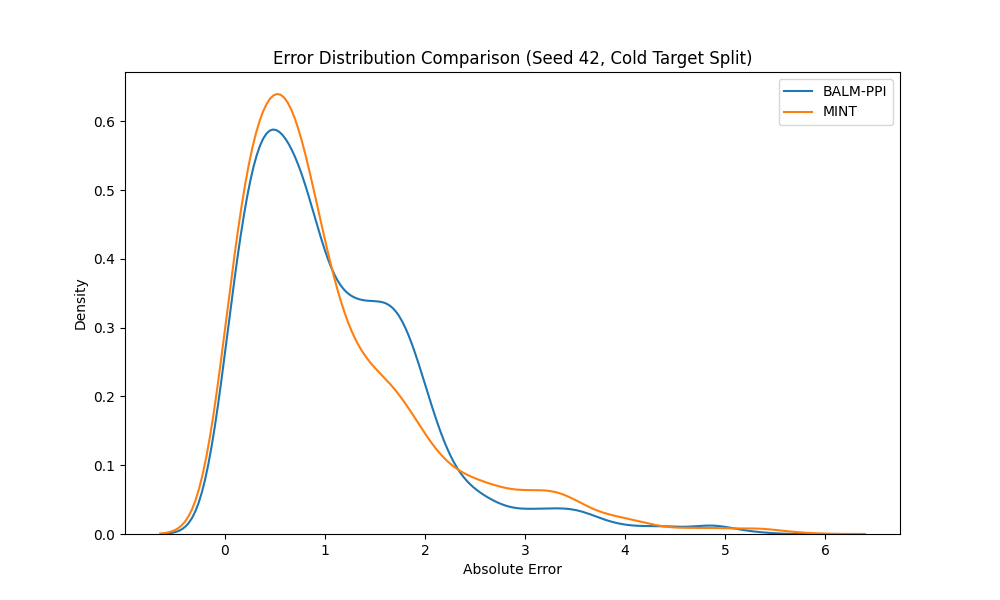 Error Distribution Comparison (Seed 42, Cold Target Split)
BALM-PPI
MINT
0.6
0.5
0.4
0.3
0.2
0.1
0.0
Density
0 1 2 3 4 5 6
Absolute Error